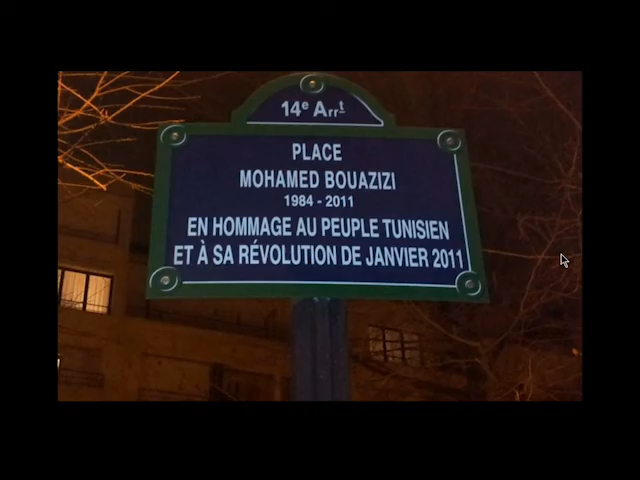 14e Arrt
PLACE
MOHAMED BOUAZIZI
1984 - 2011
EN HOMMAGE AU PEUPLE TUNISIEN
ET À SA RÉVOLUTION DE JANVIER 2011